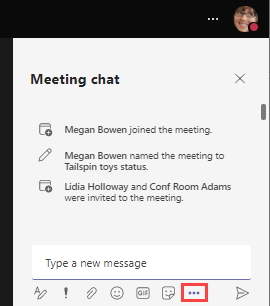 Meeting chat
Megan Bowen joined the meeting.
Megan Bowen named the meeting to
Tailspin toys status.
Lidia Holloway and Conf Room Adams
were invited to the meeting.
Type a new message
GIF